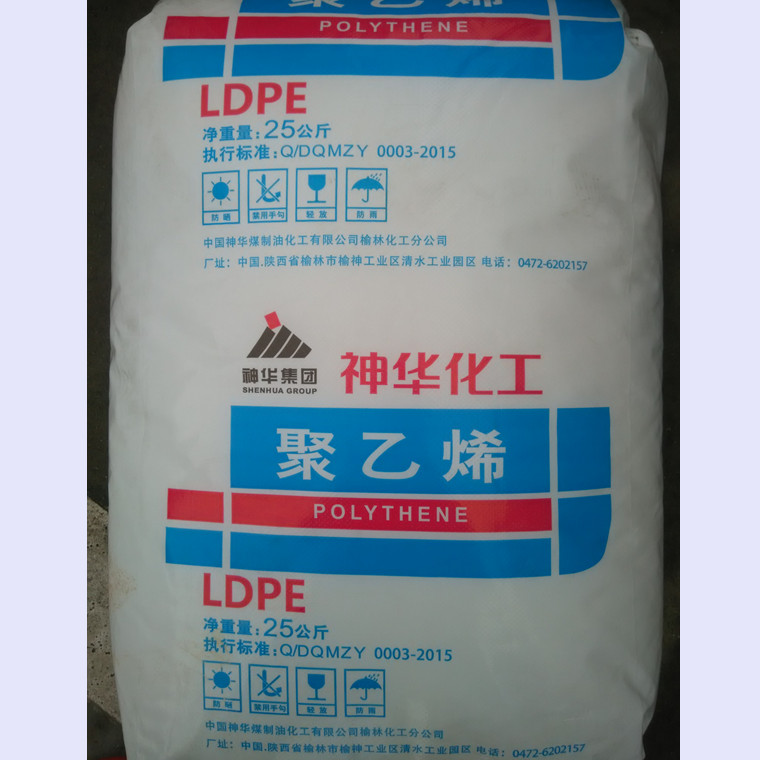 聚乙烯
POLYTHENE
LDPE
净重量:25公斤
执行标准:Q/DQMZY 0003-2015
防晒 禁用手勾 轻放 防雨
中国神华煤制油化工有限公司榆林化工分公司
厂址:中国.陕西省榆林市榆神工业区清水工业园区 电话:0472-6202157
神华集团
SHENHUA GROUP
神华化工
聚乙烯
POLYTHENE
LDPE
净重量:25公斤
执行标准:Q/DQMZY 0003-2015
防晒 禁用手勾 轻放 防雨
中国神华煤制油化工有限公司榆林化工分公司
厂址:中国.陕西省榆林市榆神工业区清水工业园区 电话:0472-6202157